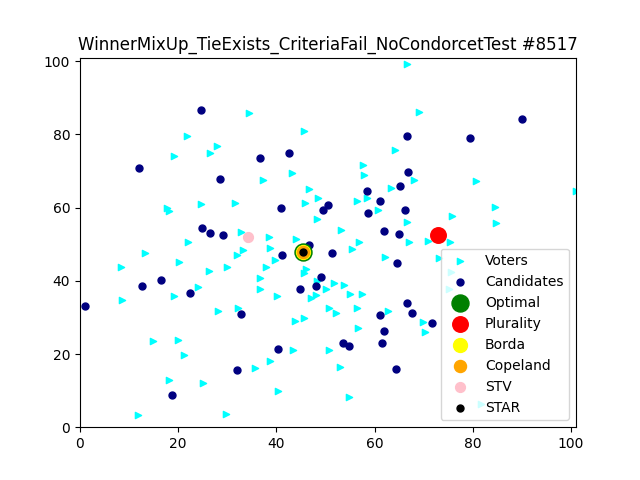 WinnerMixUp_TieExists_CriteriaFail_NoCondorcetTest #8517
100
80
60
40
20
0
0
20
40
60
80
100
Voters
Candidates
Optimal
Plurality
Borda
Copeland
STV
STAR